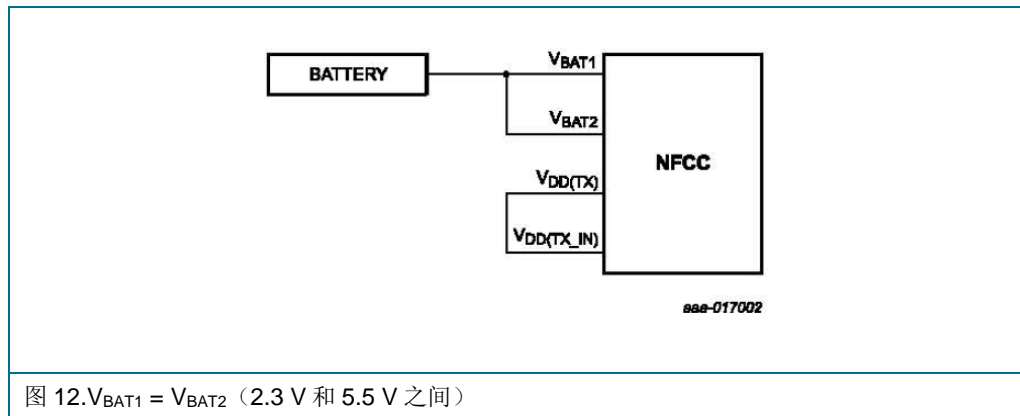 BATTERY
VBAT1
VBAT2
VDD(TX)
VDD(TX_IN)
NFCC
aaa-017002
图 12.VBAT1 = VBAT2（2.3 V 和 5.5 V 之间）